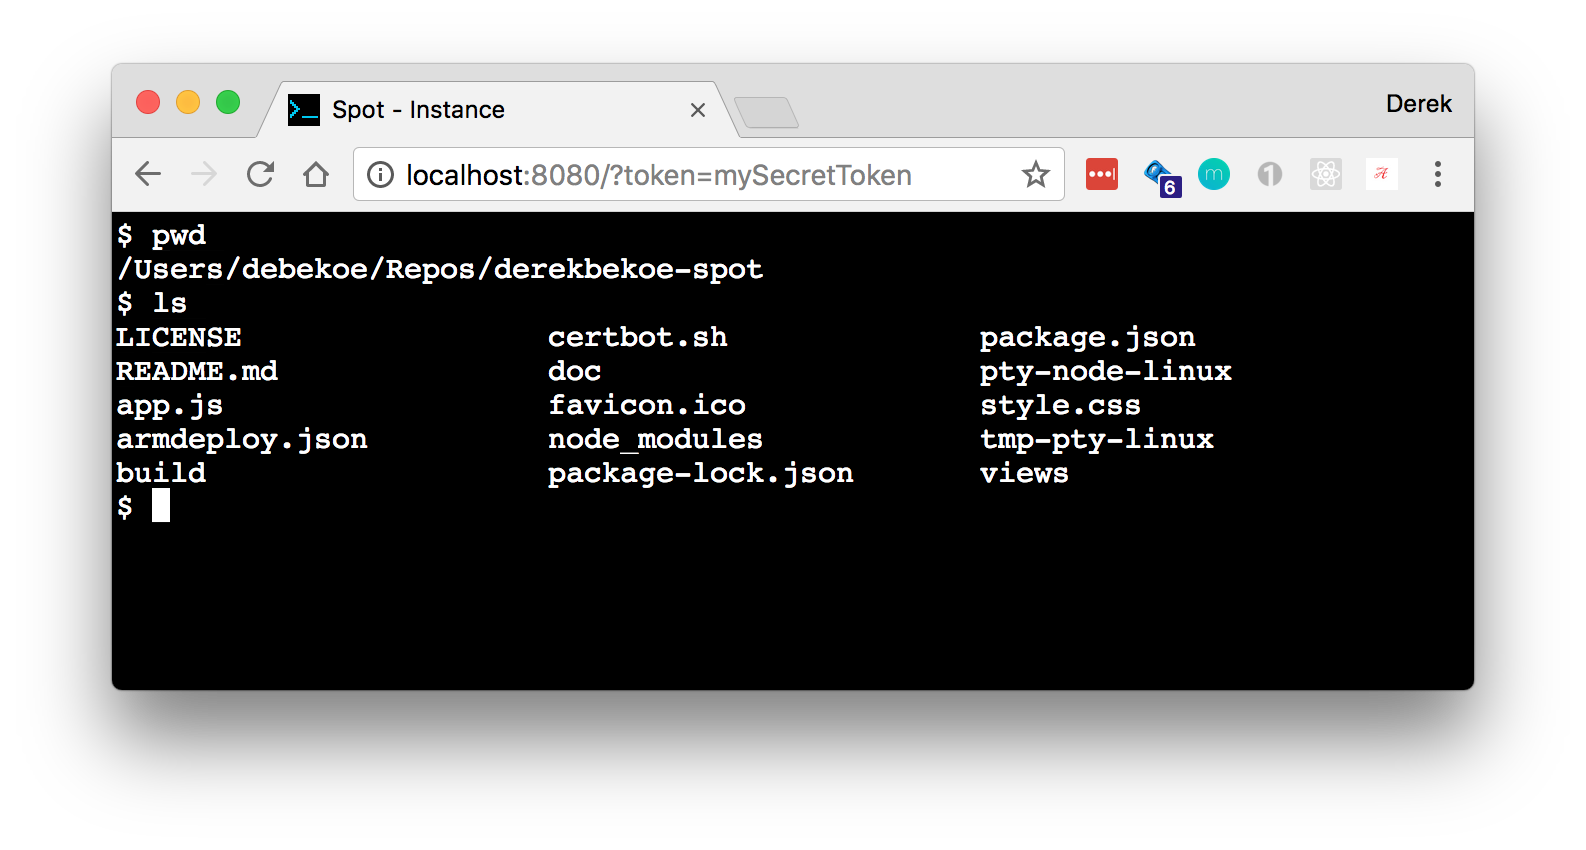 Spot - Instance
Derek
localhost:8080/?token=mySecretToken
6
m
1
$ pwd
/Users/debekoe/Repos/derekbekoe-spot
$ ls
LICENSE certbot.sh package.json
README.md doc pty-node-linux
app.js favicon.ico style.css
armdeploy.json node_modules tmp-pty-linux
build package-lock.json views
$